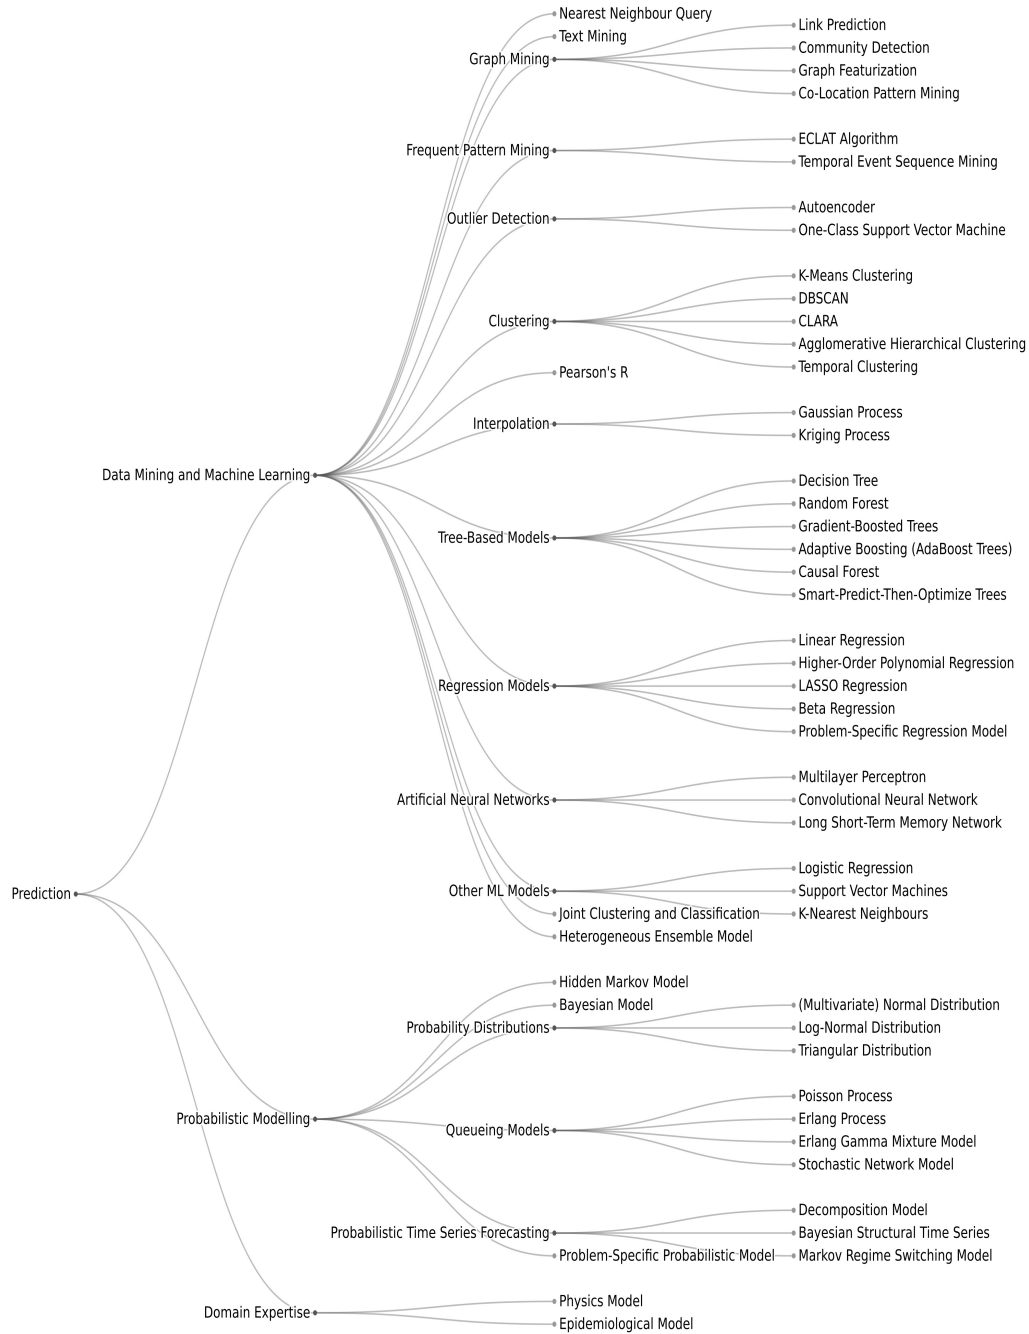 Prediction
Data Mining and Machine Learning
Nearest Neighbour Query
Text Mining
Graph Mining
Link Prediction
Community Detection
Graph Featurization
Co-Location Pattern Mining
Frequent Pattern Mining
ECLAT Algorithm
Temporal Event Sequence Mining
Outlier Detection
Autoencoder
One-Class Support Vector Machine
Clustering
K-Means Clustering
DBSCAN
CLARA
Agglomerative Hierarchical Clustering
Temporal Clustering
Pearson's R
Interpolation
Gaussian Process
Kriging Process
Tree-Based Models
Decision Tree
Random Forest
Gradient-Boosted Trees
Adaptive Boosting (AdaBoost Trees)
Causal Forest
Smart-Predict-Then-Optimize Trees
Regression Models
Linear Regression
Higher-Order Polynomial Regression
LASSO Regression
Beta Regression
Problem-Specific Regression Model
Artificial Neural Networks
Multilayer Perceptron
Convolutional Neural Network
Long Short-Term Memory Network
Other ML Models
Logistic Regression
Support Vector Machines
K-Nearest Neighbours
Joint Clustering and Classification
Heterogeneous Ensemble Model
Probabilistic Modelling
Hidden Markov Model
Bayesian Model
Probability Distributions
(Multivariate) Normal Distribution
Log-Normal Distribution
Triangular Distribution
Queueing Models
Poisson Process
Erlang Process
Erlang Gamma Mixture Model
Stochastic Network Model
Probabilistic Time Series Forecasting
Decomposition Model
Bayesian Structural Time Series
Markov Regime Switching Model
Problem-Specific Probabilistic Model
Domain Expertise
Physics Model
Epidemiological Model